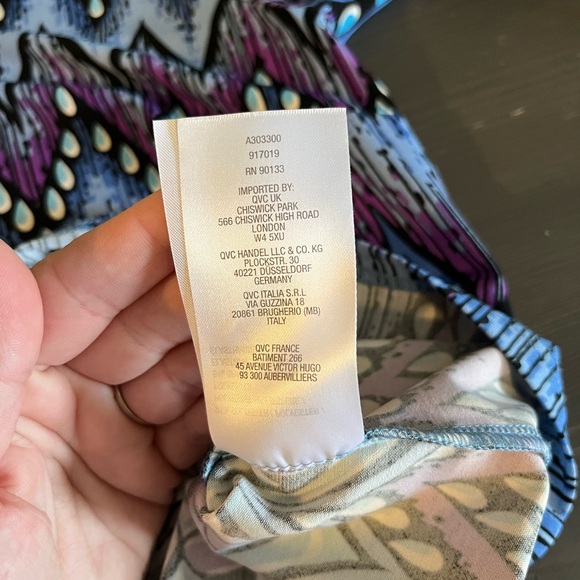 A303300
917019
RN 90133
IMPORTED BY:
QVC UK
CHISWICK PARK
566 CHISWICK HIGH ROAD
LONDON
W4 5XU
QVC HANDEL LLC & CO. KG
PLOCKSTR. 30
40221 DÜSSELDORF
GERMANY
QVC ITALIA S.R.L
VIA GUZZINA 18
20861 BRUGHERIO (MB)
ITALY
QVC FRANCE
BATIMENT 266
45 AVENUE VICTOR HUGO
93 300 AUBERVILLIERS